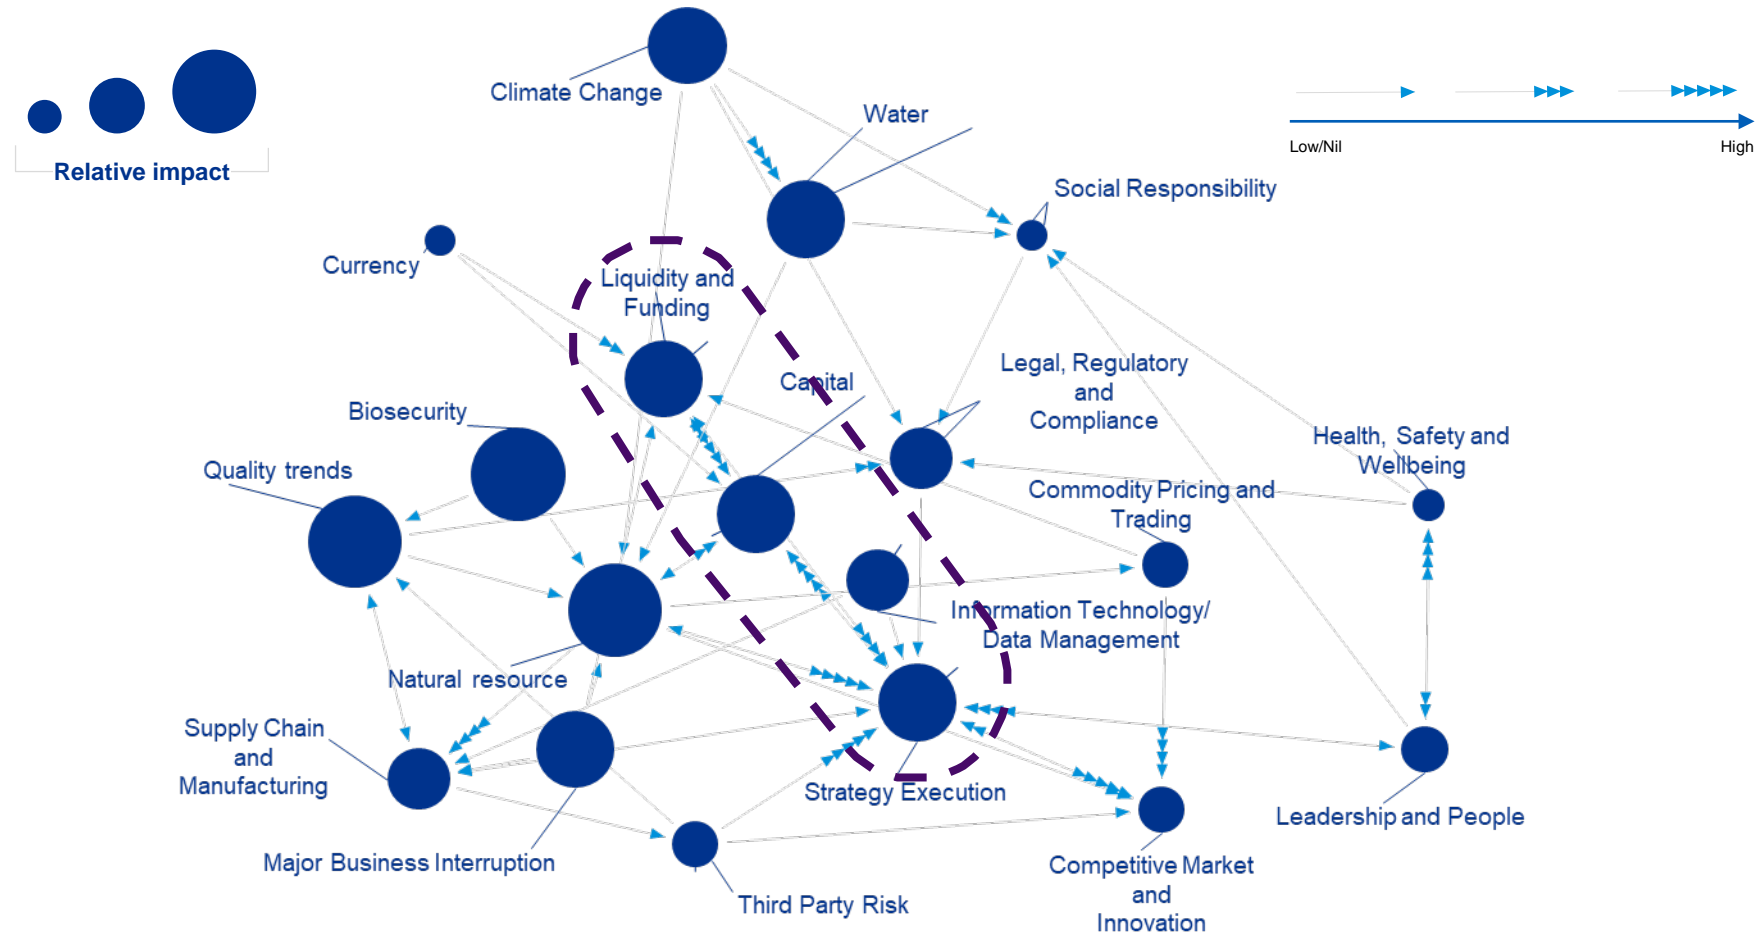 Climate Change
Water
Relative impact
Low/Nil
High
Social Responsibility
Currency
Liquidity and
Funding
Capital
Legal, Regulatory
and
Compliance
Biosecurity
Quality trends
Health, Safety and
Wellbeing
Commodity Pricing and
Trading
Information Technology/
Data Management
Natural resource
Supply Chain
and
Manufacturing
Strategy Execution
Leadership and People
Major Business Interruption
Third Party Risk
Competitive Market
and
Innovation